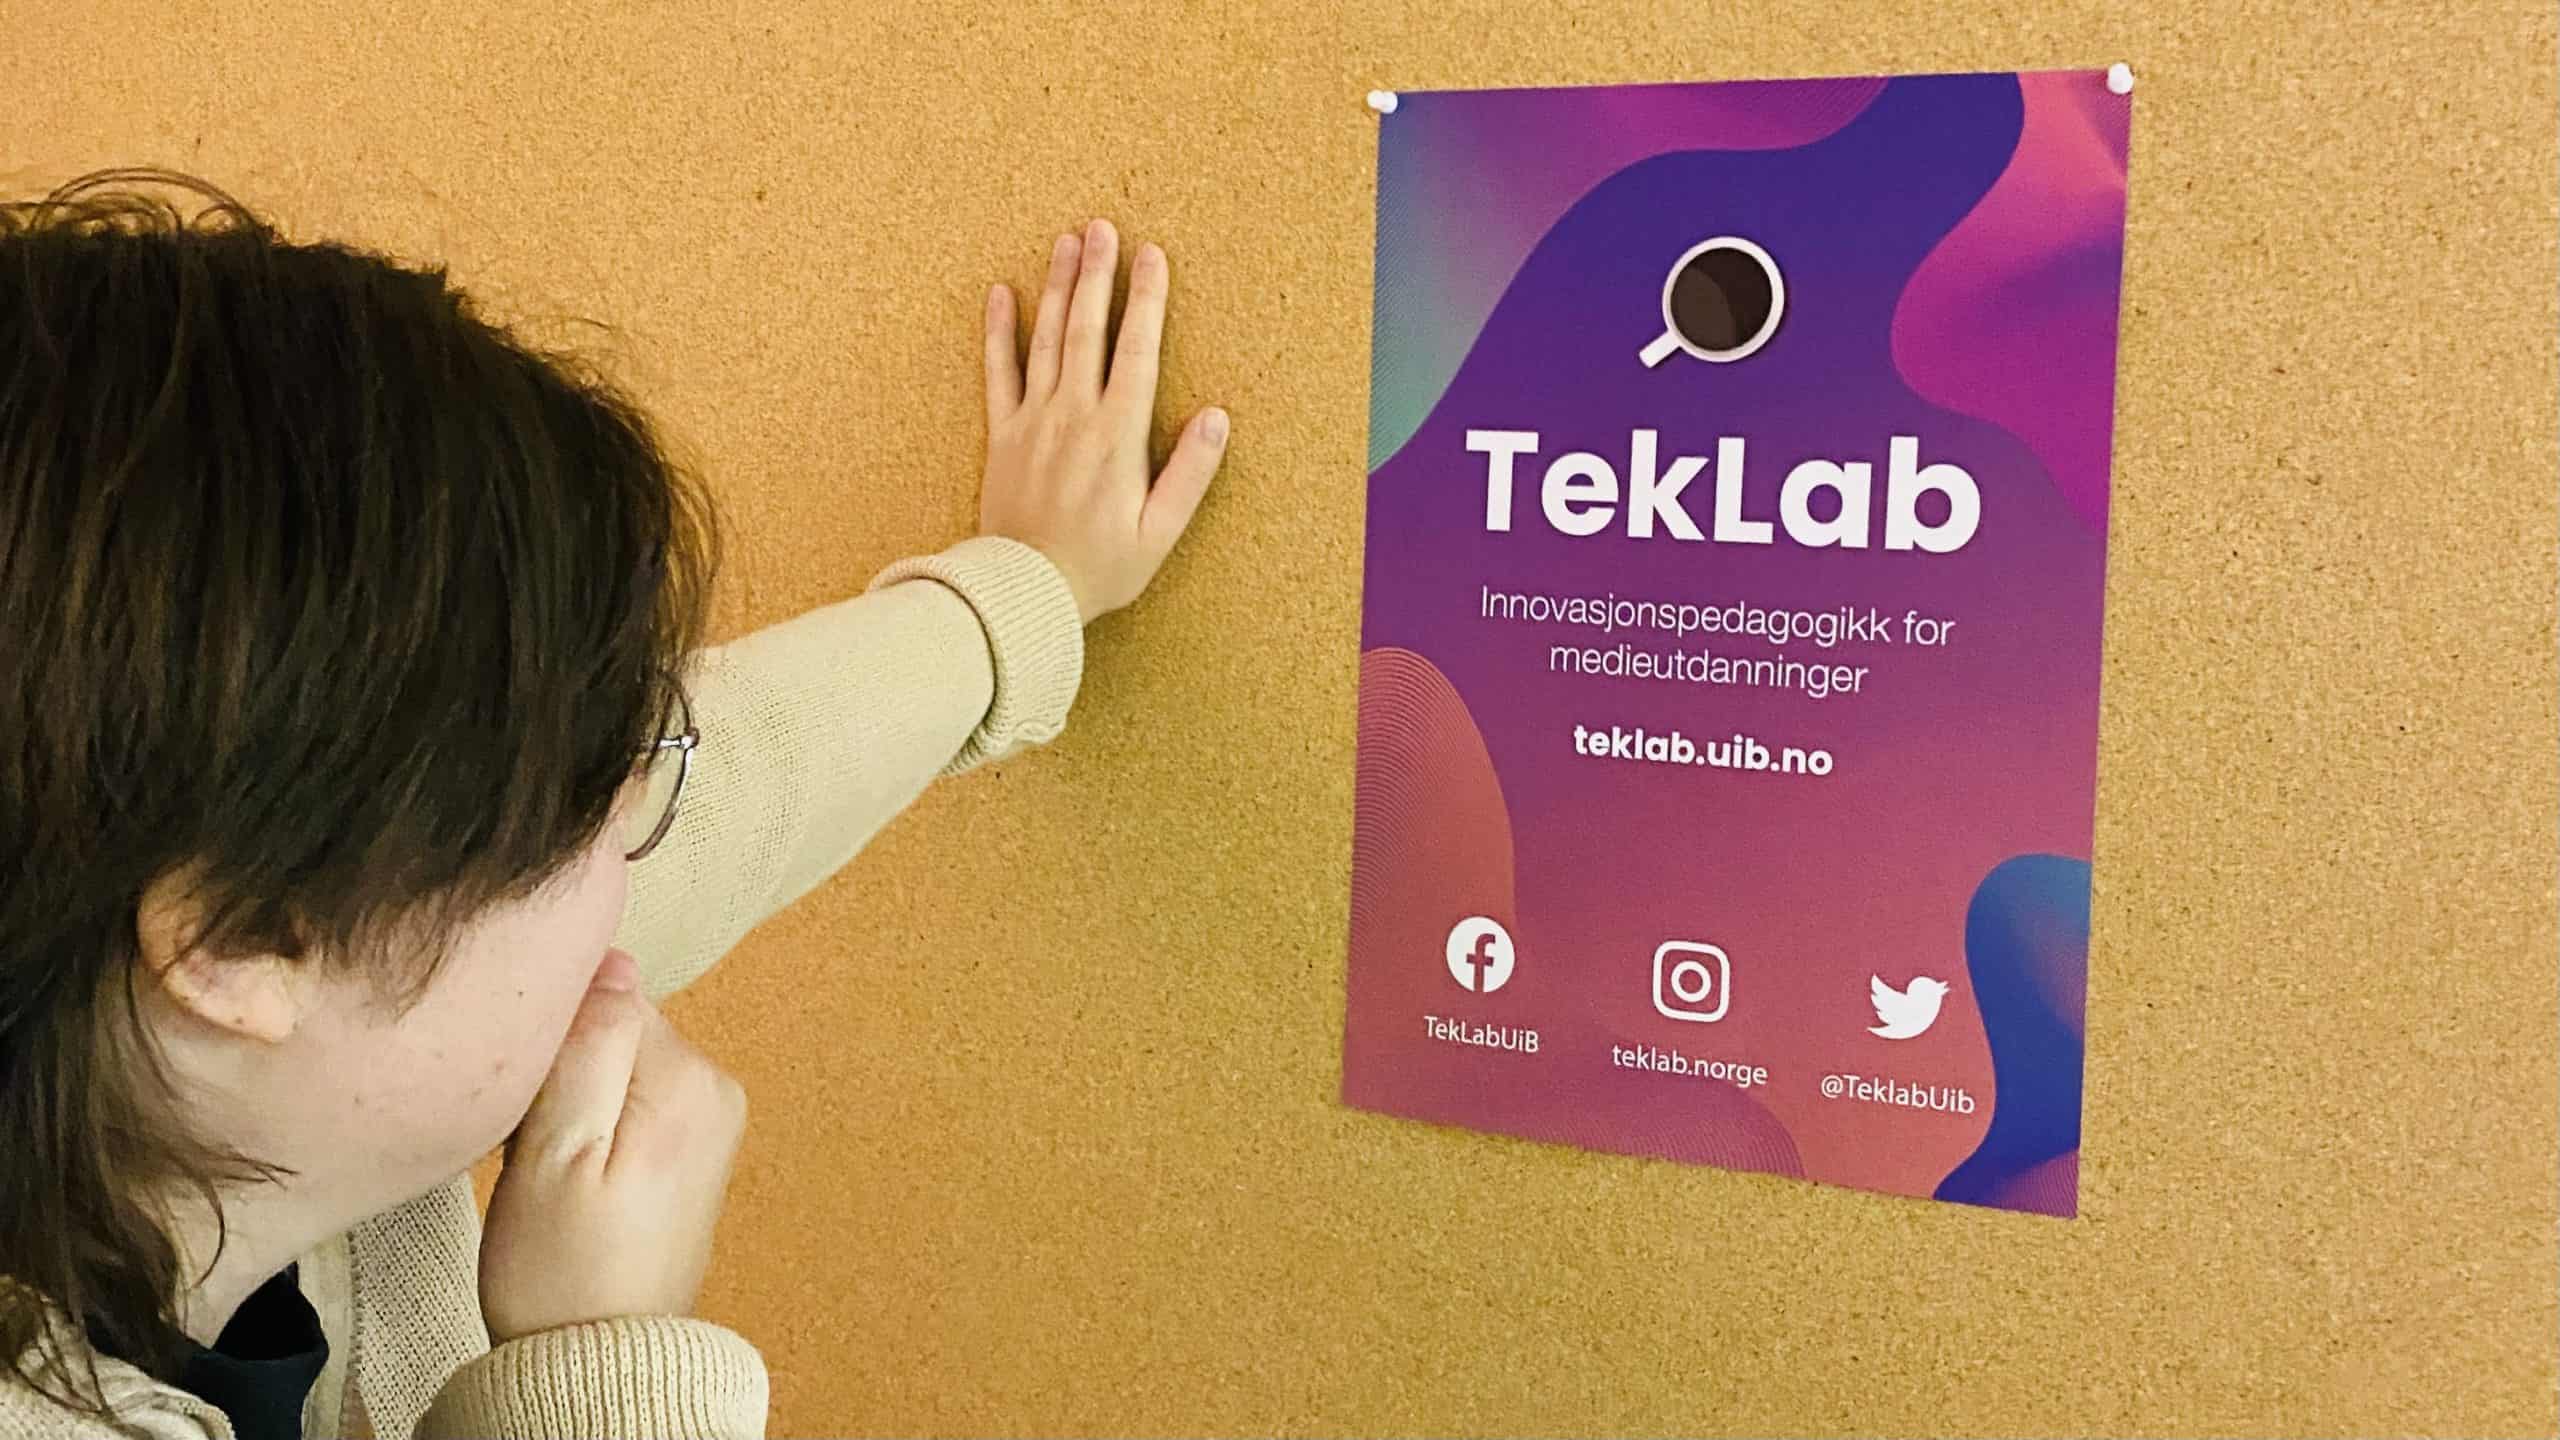 TekLab
Innovasjonspedagogikk for
medieutdanninger
teklab.uib.no
TekLabUiB
teklab.norge
@TeklabUib